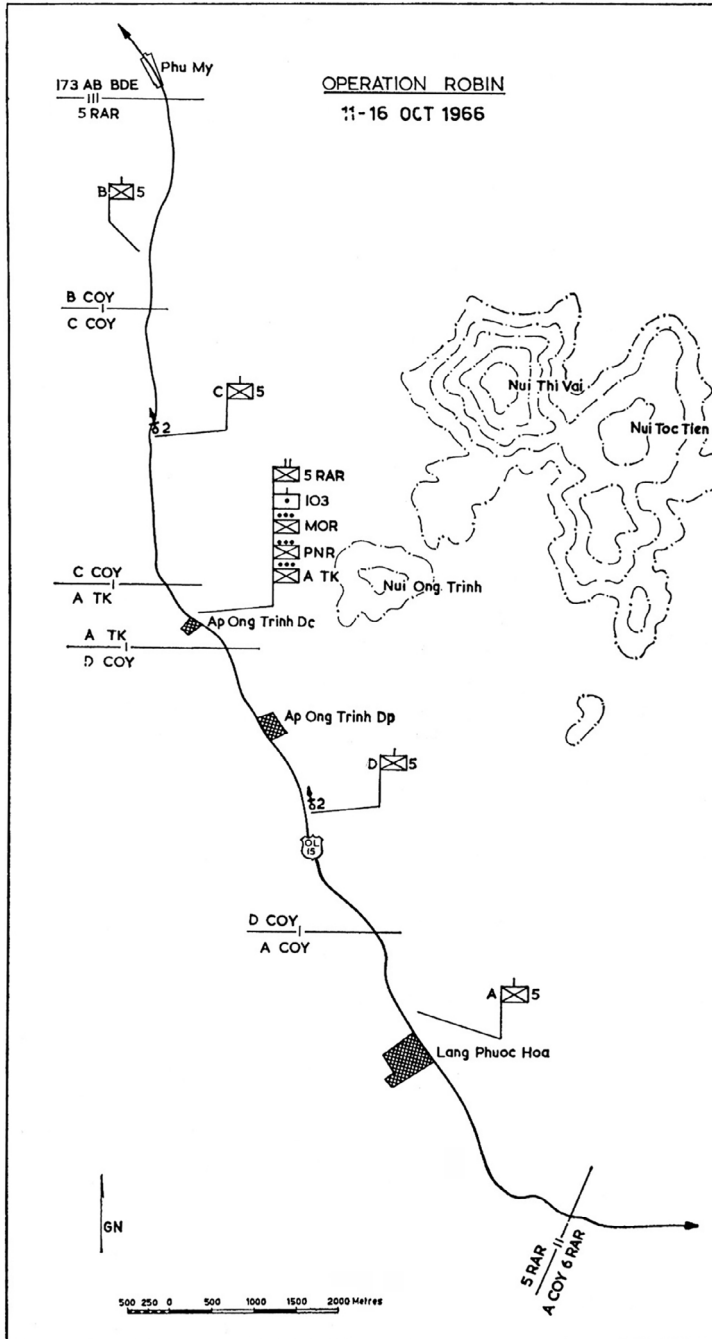 OPERATION ROBIN
11-16 OCT 1966
Phu My
173 AB BDE
III
5 RAR
B 5
B COY
I
C COY
C 5
2
Nui Thi Vai
Nui Toc Tien
5 RAR
103
MOR
PNR
A TK
Nui Ong Trinh
C COY
I
A TK
Ap Ong Trinh Dc
A TK
I
D COY
Ap Ong Trinh Dp
D 5
2
QL
15
D COY
I
A COY
A 5
Lang Phuoc Hoa
GN
5 RAR
II
A COY 6 RAR
500 250 0 500 1000 1500 2000 Metres